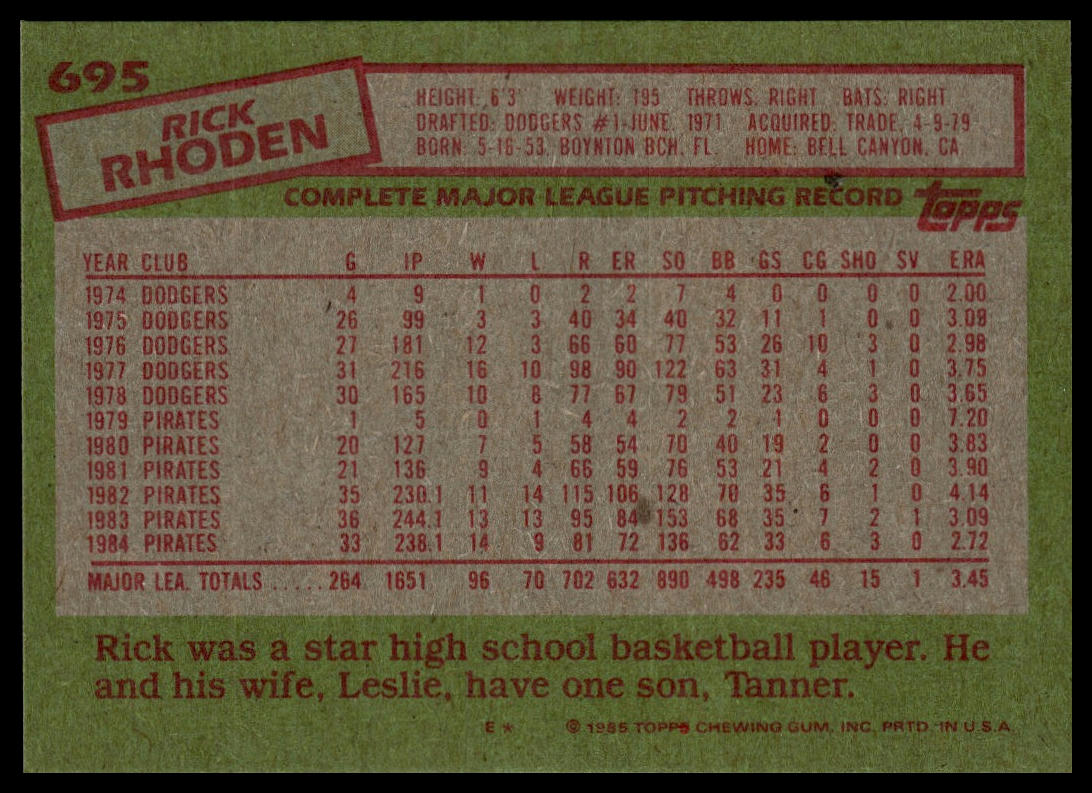 695
RICK
RHODEN
HEIGHT: 6'3" WEIGHT: 195 THROWS: RIGHT BATS: RIGHT
DRAFTED: DODGERS #1-JUNE, 1971 ACQUIRED: TRADE, 4-9-79
BORN: 5-16-53, BOYNTON BCH, FL. HOME: BELL CANYON, CA
COMPLETE MAJOR LEAGUE PITCHING RECORD topps
YEAR CLUB G IP W L R ER SO BB GS CG SHO SV ERA
1974 DODGERS 4 9 1 0 2 2 7 4 0 0 0 0 2.00
1975 DODGERS 26 99 3 3 40 34 40 32 11 1 0 0 3.09
1976 DODGERS 27 181 12 3 66 60 77 53 26 10 3 0 2.98
1977 DODGERS 31 216 16 10 98 90 122 63 31 4 1 0 3.75
1978 DODGERS 30 165 10 8 77 67 79 51 23 6 3 0 3.65
1979 PIRATES 1 5 0 1 4 4 2 2 1 0 0 0 7.20
1980 PIRATES 20 127 7 5 58 54 70 40 19 2 0 0 3.83
1981 PIRATES 21 136 9 4 66 59 76 53 21 4 2 0 3.90
1982 PIRATES 35 230.1 11 14 115 106 128 70 35 6 1 0 4.14
1983 PIRATES 36 244.1 13 13 95 84 153 68 35 7 2 1 3.09
1984 PIRATES 33 238.1 14 9 81 72 136 62 33 6 3 0 2.72
MAJOR LEA. TOTALS ..... 264 1651 96 70 702 632 890 498 235 46 15 1 3.45
Rick was a star high school basketball player. He
and his wife, Leslie, have one son, Tanner.
E * © 1985 TOPPS CHEWING GUM, INC. PRTD. IN U.S.A.